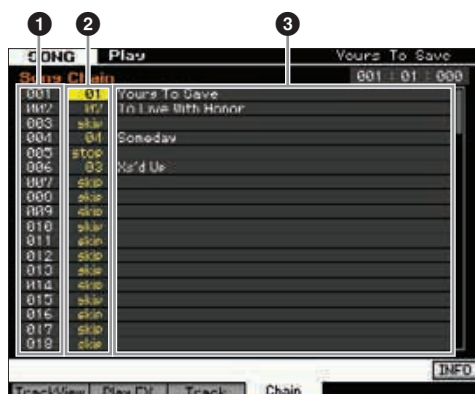 1 2 3
SONG Play Yours To Save
Song Chain 001 : 01 : 000
001 01 Yours To Save
002 02 To Live With Honor
003 skip
004 04 Someday
005 stop
006 03 Xs'd Up
007 skip
008 skip
009 skip
010 skip
011 skip
012 skip
013 skip
014 skip
015 skip
016 skip
017 skip
018 skip
INFO
TrackView Play FX Track Chain